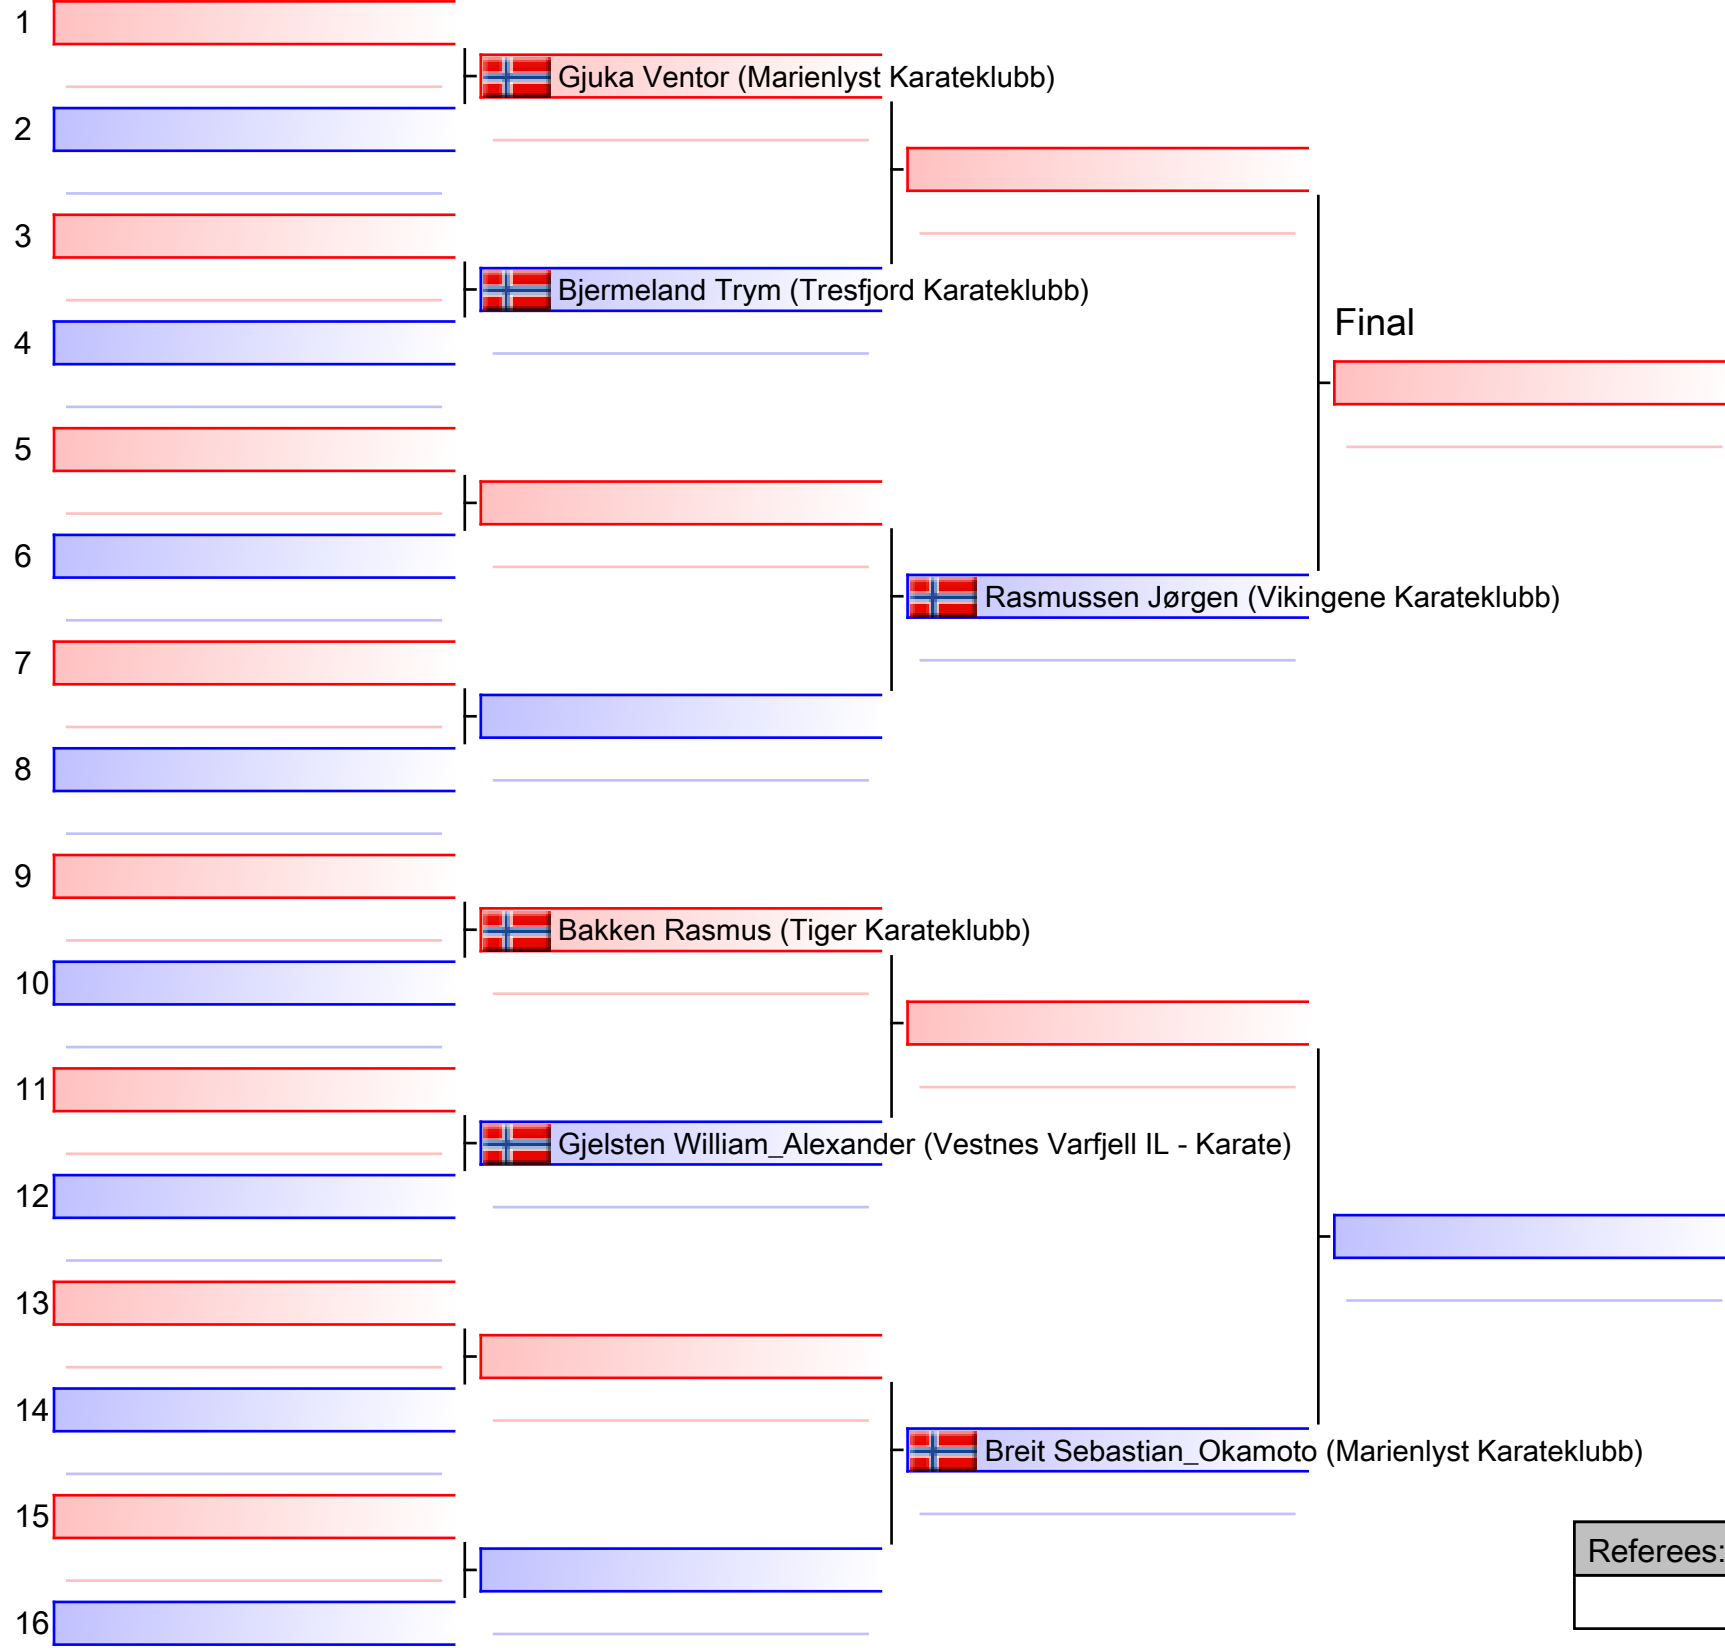 1
Gjuka Ventor (Marienlyst Karateklubb)
2
3
Bjermeland Trym (Tresfjord Karateklubb)
4
Final
5
6
Rasmussen Jørgen (Vikingene Karateklubb)
7
8
9
Bakken Rasmus (Tiger Karateklubb)
10
11
Gjelsten William_Alexander (Vestnes Varfjell IL - Karate)
12
13
14
Breit Sebastian_Okamoto (Marienlyst Karateklubb)
15
Referees:
16